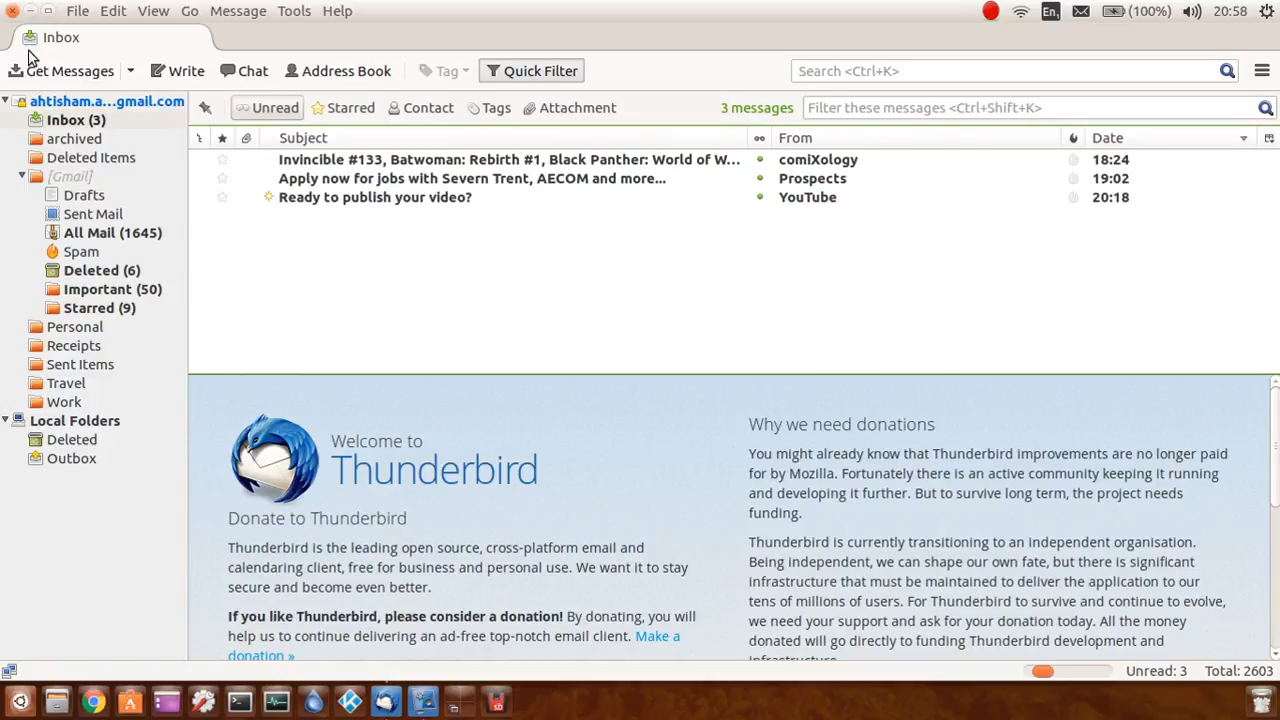 File Edit View Go Message Tools Help
En1 (100%) 20:58
Inbox
Get Messages Write Chat Address Book Tag Quick Filter Search <Ctrl+K>
ahtisham.a...gmail.com
Inbox (3)
archived
Deleted Items
[Gmail]
Drafts
Sent Mail
All Mail (1645)
Spam
Deleted (6)
Important (50)
Starred (9)
Personal
Receipts
Sent Items
Travel
Work
Local Folders
Deleted
Outbox
Unread Starred Contact Tags Attachment 3 messages Filter these messages <Ctrl+Shift+K>
Subject From Date
Invincible #133, Batwoman: Rebirth #1, Black Panther: World of W... comiXology 18:24
Apply now for jobs with Severn Trent, AECOM and more... Prospects 19:02
Ready to publish your video? YouTube 20:18
Welcome to
Thunderbird
Donate to Thunderbird
Thunderbird is the leading open source, cross-platform email and
calendaring client, free for business and personal use. We want it to stay
secure and become even better.
If you like Thunderbird, please consider a donation! By donating, you will
help us to continue delivering an ad-free top-notch email client. Make a
donation »
Why we need donations
You might already know that Thunderbird improvements are no longer paid
for by Mozilla. Fortunately there is an active community keeping it running
and developing it further. But to survive long term, the project needs
funding.
Thunderbird is currently transitioning to an independent organisation.
Being independent, we can shape our own fate, but there is significant
infrastructure that must be maintained to deliver the application to our
tens of millions of users. For Thunderbird to survive and continue to evolve,
we need your support and ask for your donation today. All the money
donated will go directly to funding Thunderbird development and
infrastructure.
Unread: 3 Total: 2603
SD